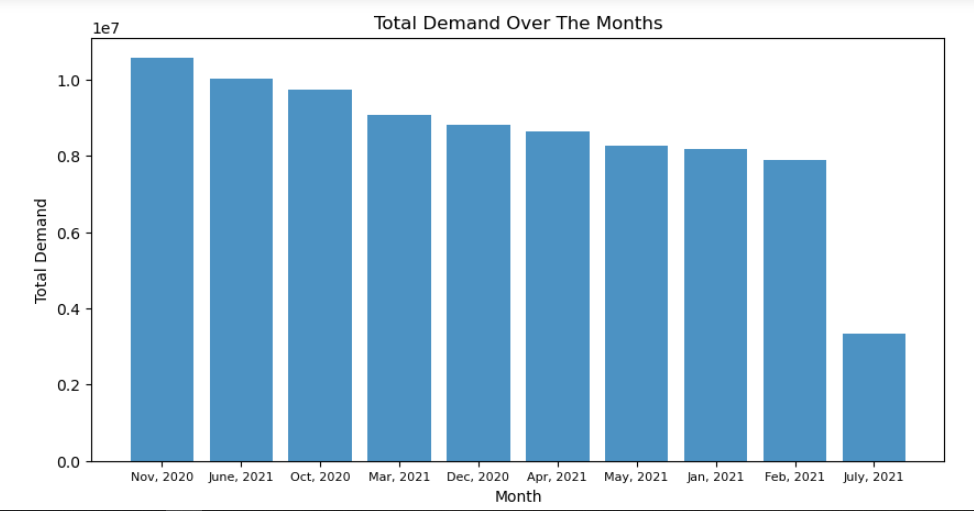 Total Demand Over The Months
1e7
1.0
0.8
0.6
0.4
0.2
0.0
Total Demand
Nov, 2020 June, 2021 Oct, 2020 Mar, 2021 Dec, 2020 Apr, 2021 May, 2021 Jan, 2021 Feb, 2021 July, 2021
Month